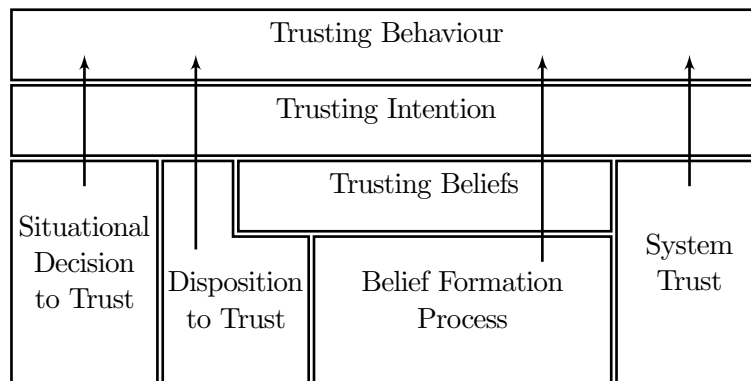 Trusting Behaviour
Trusting Intention
Trusting Beliefs
Situational
Decision
to Trust
Disposition
to Trust
Belief Formation
Process
System
Trust